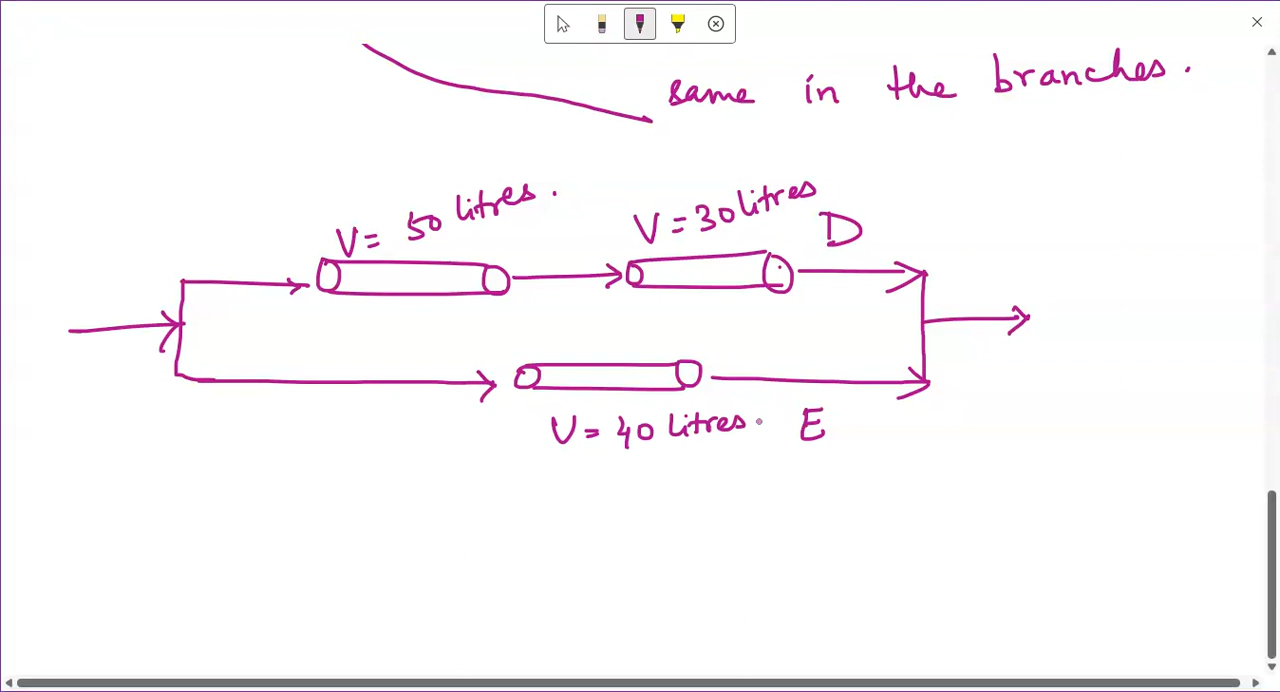 same in the branches.
V = 50 litres.
V = 30 litres
D
V = 40 litres.
E